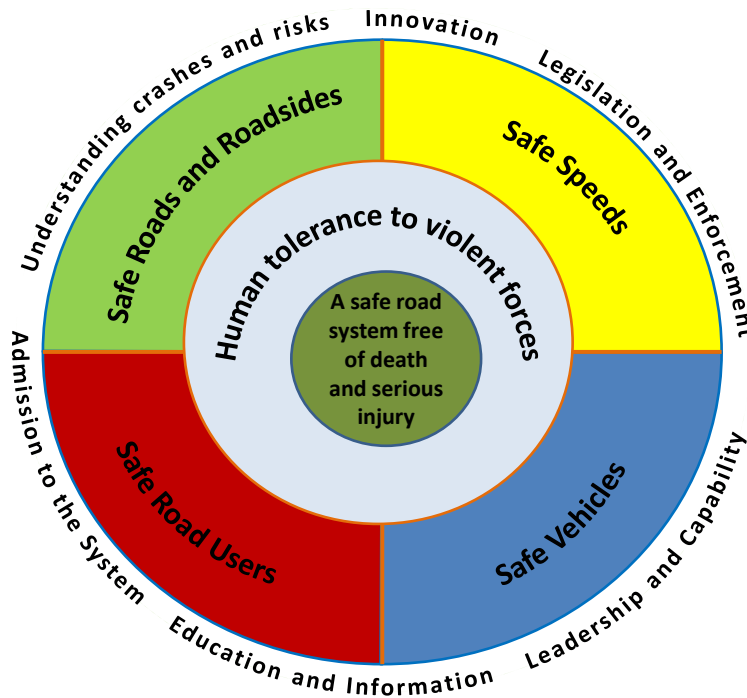 Understanding crashes and risks
Innovation
Legislation and Enforcement
Safe Roads and Roadsides
Safe Speeds
Human tolerance to violent forces
A safe road
system free
of death
and serious
injury
Safe Road Users
Safe Vehicles
Admission to the System
Education and Information
Leadership and Capability